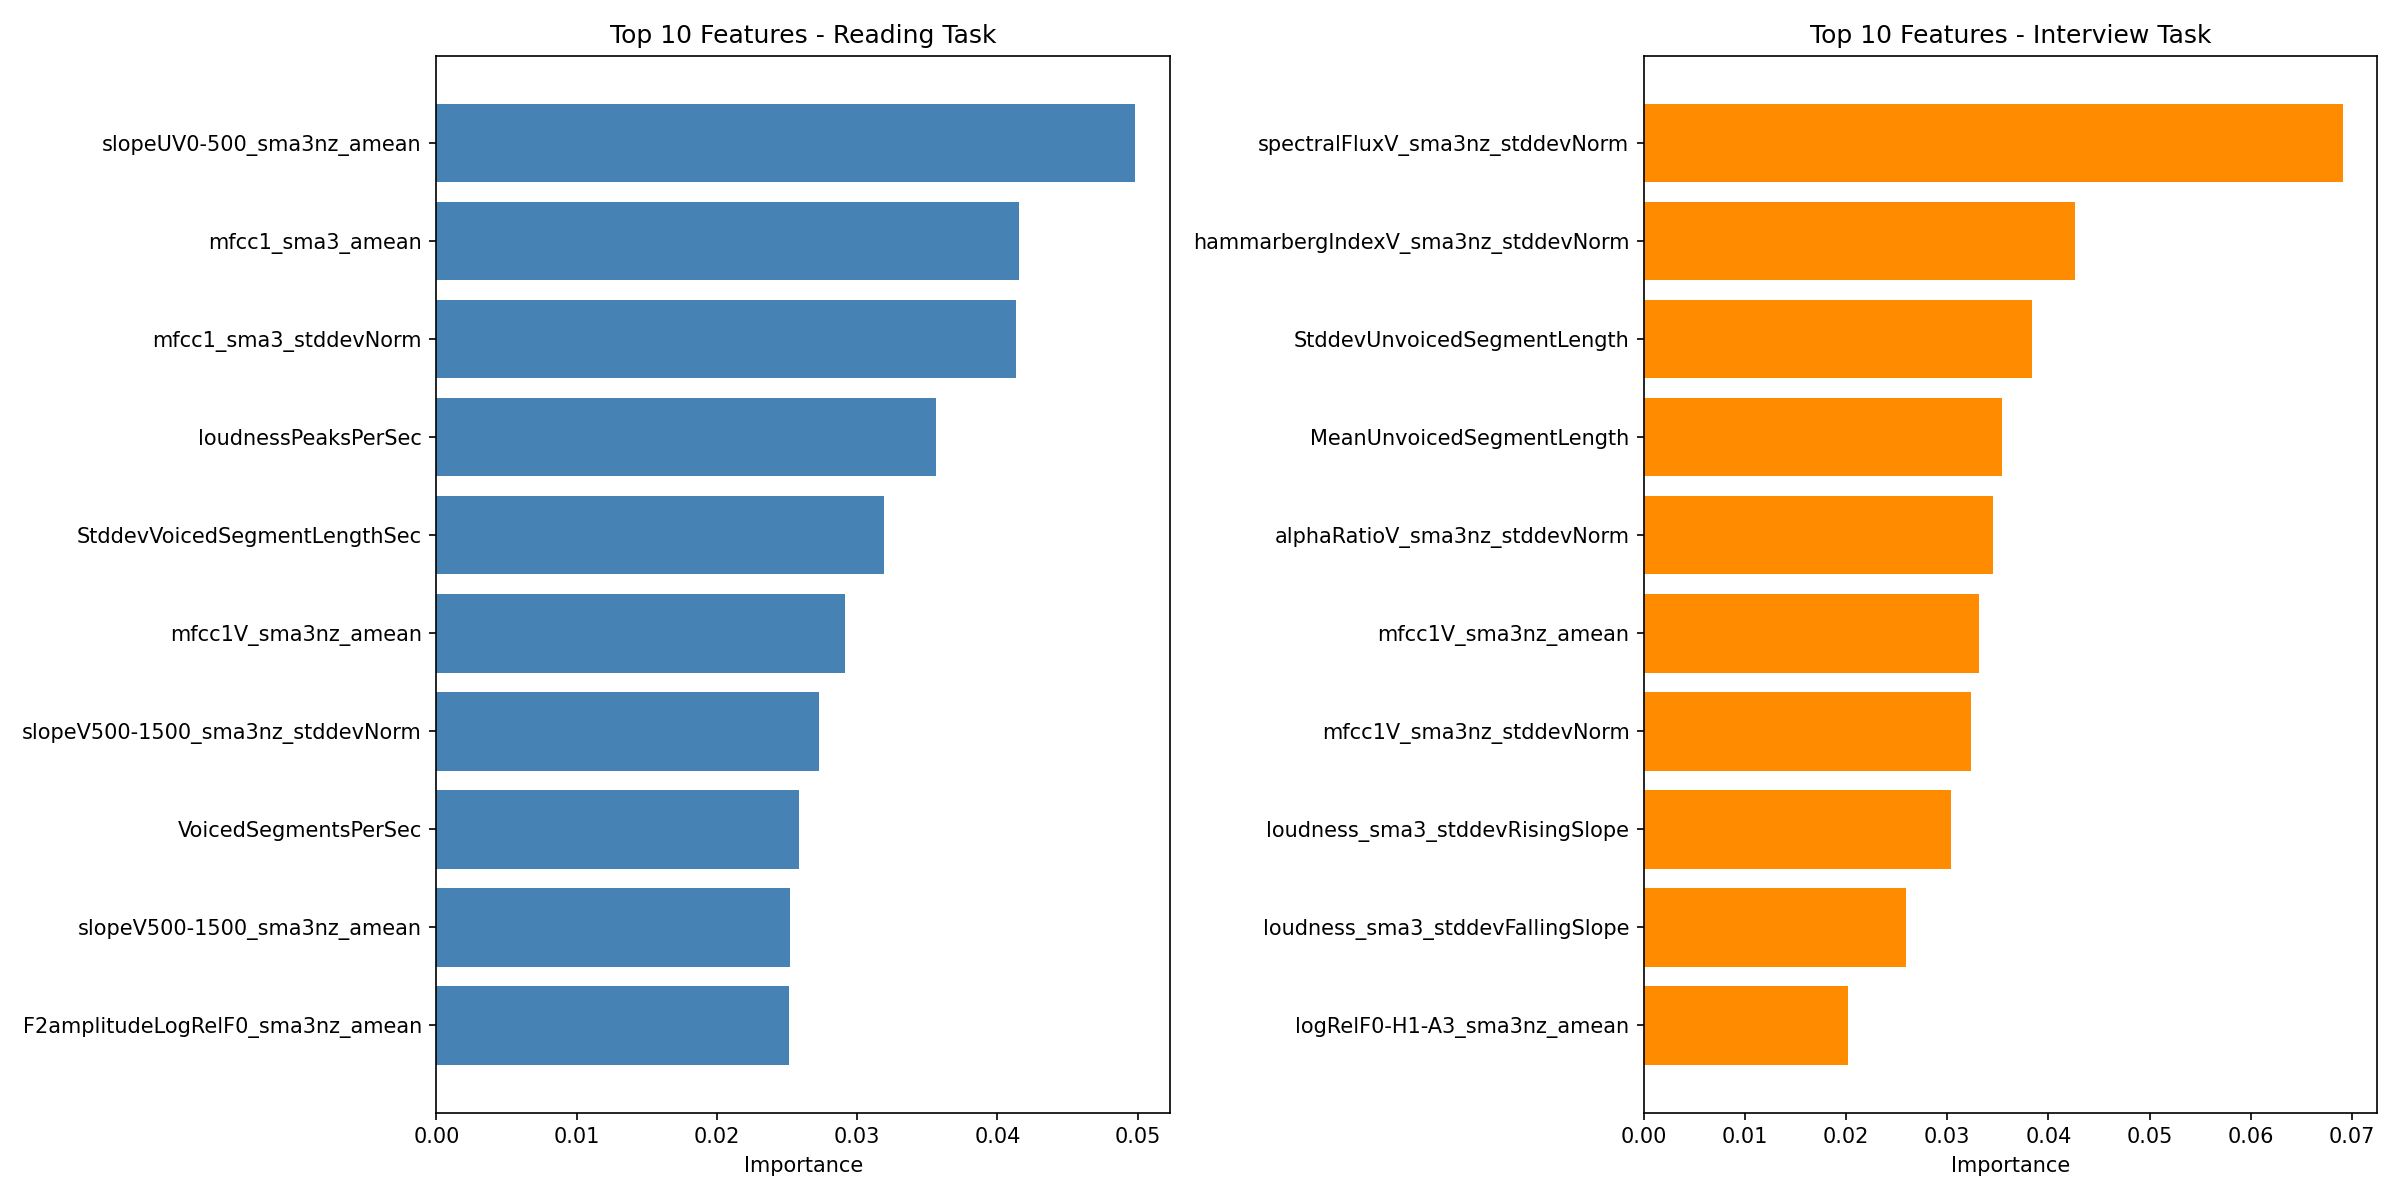 Top 10 Features - Reading Task
slopeUV0-500_sma3nz_amean
mfcc1_sma3_amean
mfcc1_sma3_stddevNorm
loudnessPeaksPerSec
StddevVoicedSegmentLengthSec
mfcc1V_sma3nz_amean
slopeV500-1500_sma3nz_stddevNorm
VoicedSegmentsPerSec
slopeV500-1500_sma3nz_amean
F2amplitudeLogRelF0_sma3nz_amean
0.00 0.01 0.02 0.03 0.04 0.05
Importance
Top 10 Features - Interview Task
spectralFluxV_sma3nz_stddevNorm
hammarbergIndexV_sma3nz_stddevNorm
StddevUnvoicedSegmentLength
MeanUnvoicedSegmentLength
alphaRatioV_sma3nz_stddevNorm
mfcc1V_sma3nz_amean
mfcc1V_sma3nz_stddevNorm
loudness_sma3_stddevRisingSlope
loudness_sma3_stddevFallingSlope
logRelF0-H1-A3_sma3nz_amean
0.00 0.01 0.02 0.03 0.04 0.05 0.06 0.07
Importance